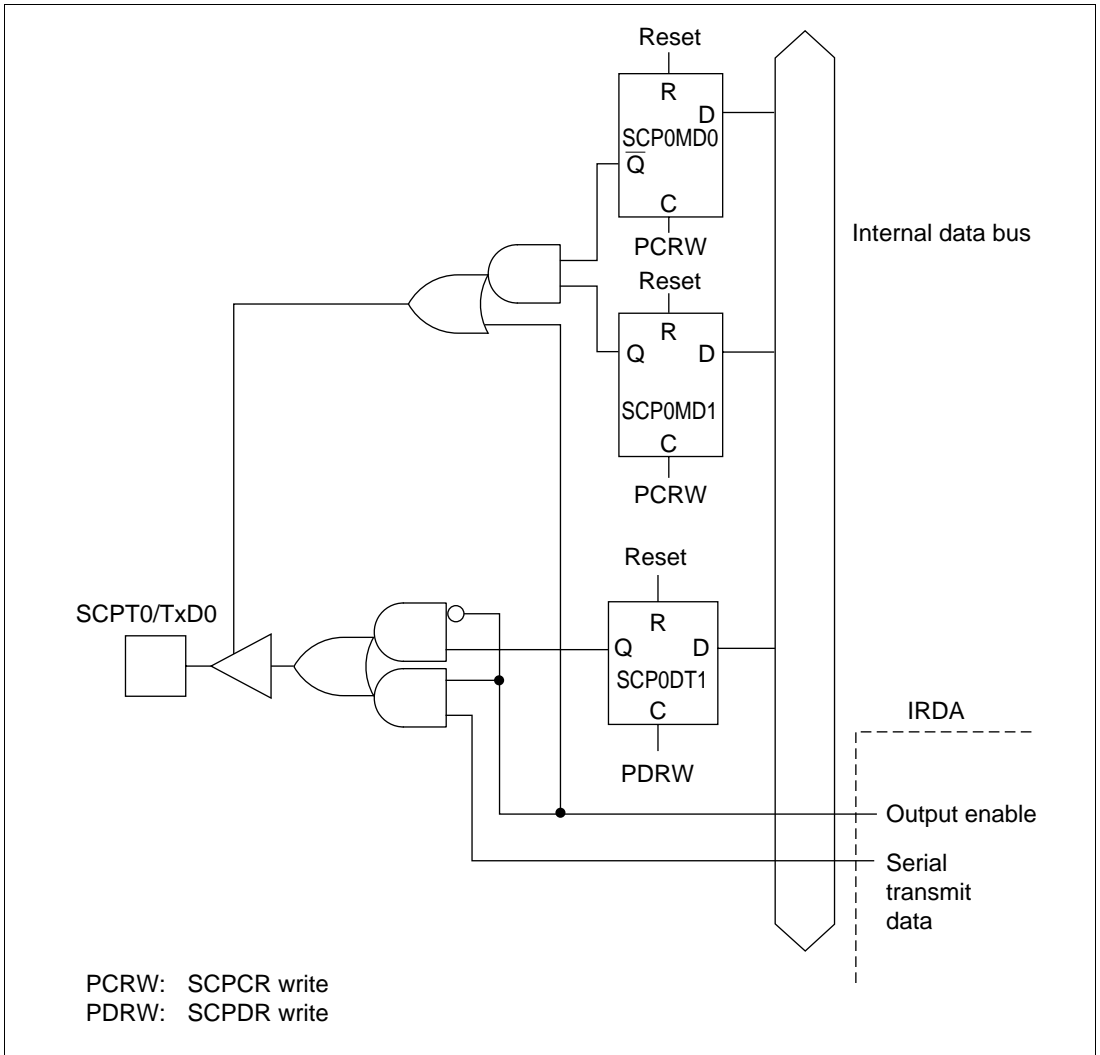 Reset
R
D
SCP0MD0
Q
C
PCRW
Internal data bus
Reset
R
Q D
SCP0MD1
C
PCRW
Reset
SCPT0/TxD0
R
Q D
SCP0DT1
C
PDRW
IRDA
Output enable
Serial
transmit
data
PCRW: SCPCR write
PDRW: SCPDR write